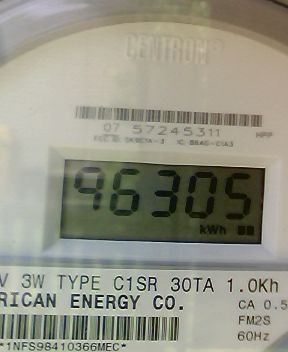 CENTRON®
07 57245311
96305
kWh
V 3W TYPE C1SR 30TA 1.0Kh
RICAN ENERGY CO.
CA 0.5
FM2S
60Hz
*1NFS98410366MEC*